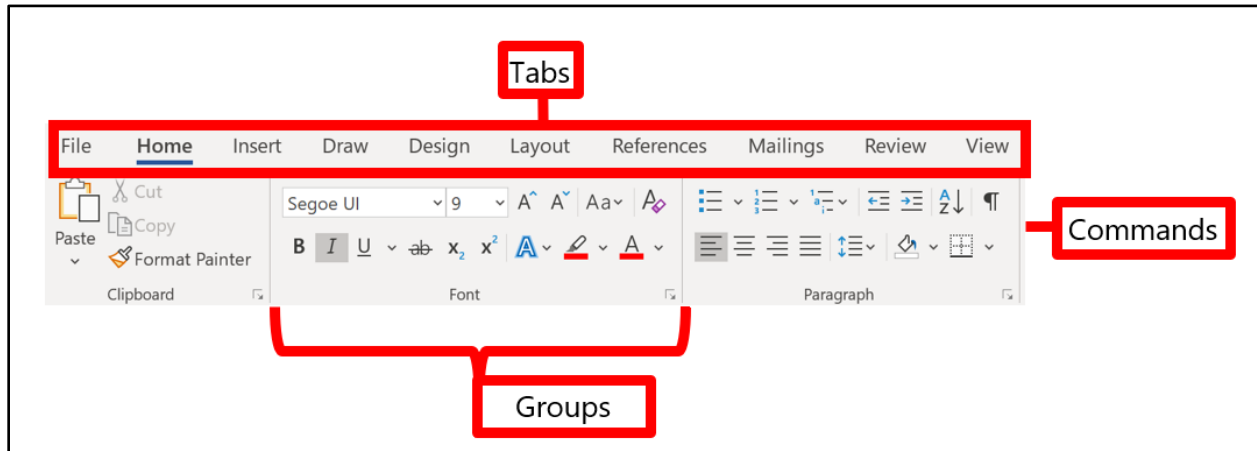 Tabs
File Home Insert Draw Design Layout References Mailings Review View
Cut
Segoe UI 9 Aa
Copy
Paste
Format Painter
B I U ab x2 x2 A A
Clipboard Font Paragraph
Commands
Groups